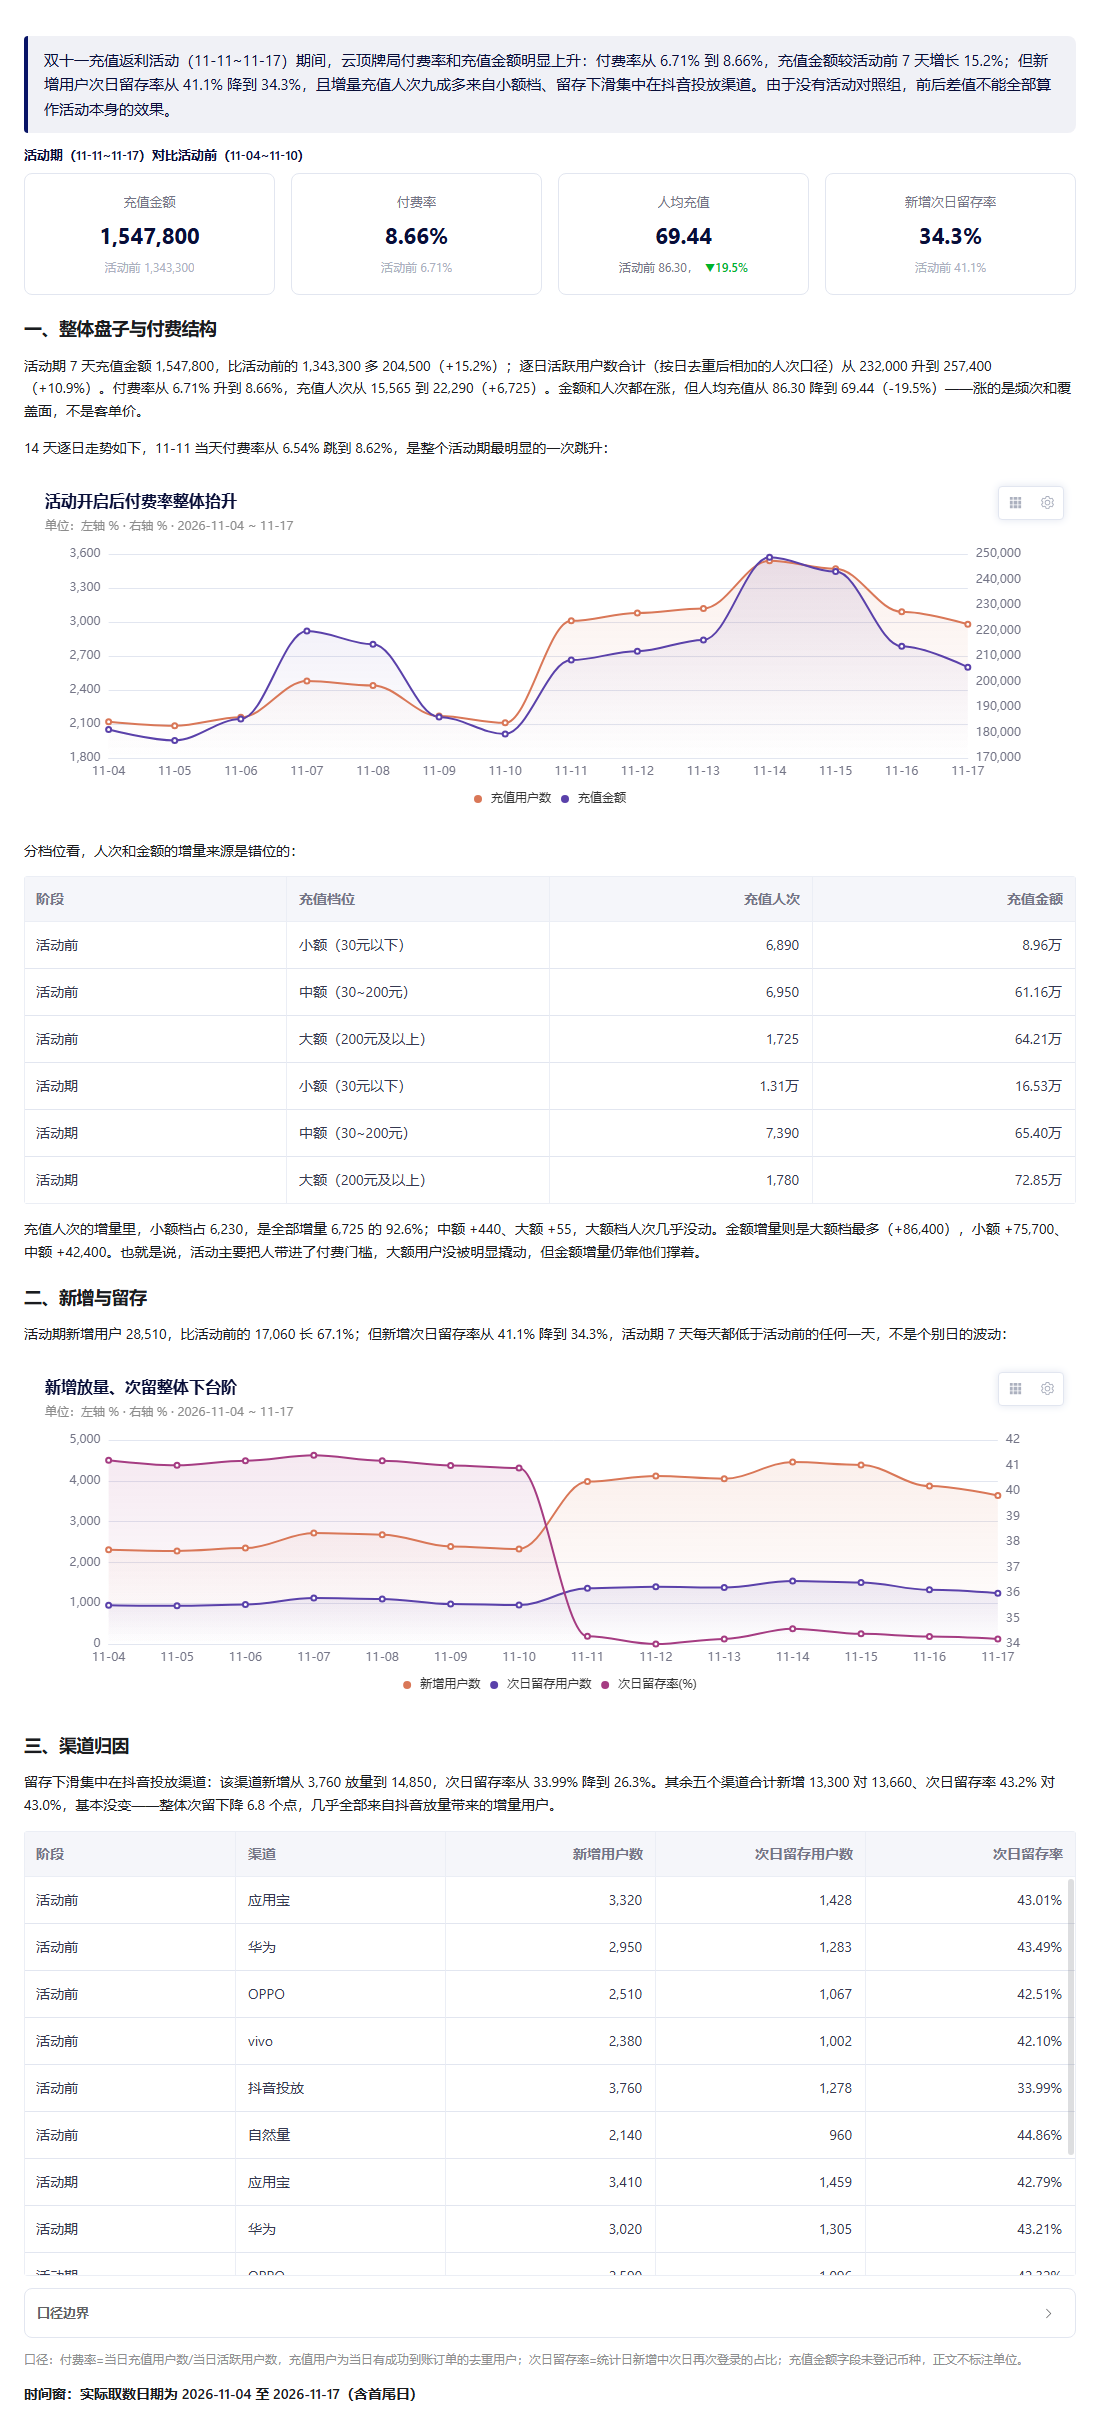 双十一充值返利活动（11-11~11-17）期间，云顶牌局付费率和充值金额明显上升：付费率从 6.71% 到 8.66%，充值金额较活动前 7 天增长 15.2%；但新
增用户次日留存率从 41.1% 降到 34.3%，且增量充值人次九成多来自小额档、留存下滑集中在抖音投放渠道。由于没有活动对照组，前后差值不能全部算
作活动本身的效果。
活动期（11-11~11-17）对比活动前（11-04~11-10）
充值金额
1,547,800
活动前 1,343,300
付费率
8.66%
活动前 6.71%
人均充值
69.44
活动前 86.30， ▼19.5%
新增次日留存率
34.3%
活动前 41.1%
一、整体盘子与付费结构
活动期 7 天充值金额 1,547,800，比活动前的 1,343,300 多 204,500（+15.2%）；逐日活跃用户数合计（按日去重后相加的人次口径）从 232,000 升到 257,400
（+10.9%）。付费率从 6.71% 升到 8.66%，充值人次从 15,565 到 22,290（+6,725）。金额和人次都在涨，但人均充值从 86.30 降到 69.44（-19.5%）——涨的是频次和覆
盖面，不是客单价。
14 天逐日走势如下，11-11 当天付费率从 6.54% 跳到 8.62%，是整个活动期最明显的一次跳升：
活动开启后付费率整体抬升
单位：左轴 % · 右轴 % · 2026-11-04 ~ 11-17
3,600 250,000
240,000
3,300
230,000
3,000
220,000
2,700 210,000
2,400 200,000
190,000
2,100
180,000
1,800 170,000
11-04 11-05 11-06 11-07 11-08 11-09 11-10 11-11 11-12 11-13 11-14 11-15 11-16 11-17
充值用户数 充值金额
分档位看，人次和金额的增量来源是错位的：
阶段 充值档位 充值人次 充值金额
活动前 小额（30元以下） 6,890 8.96万
活动前 中额（30~200元） 6,950 61.16万
活动前 大额（200元及以上） 1,725 64.21万
活动期 小额（30元以下） 1.31万 16.53万
活动期 中额（30~200元） 7,390 65.40万
活动期 大额（200元及以上） 1,780 72.85万
充值人次的增量里，小额档占 6,230，是全部增量 6,725 的 92.6%；中额 +440、大额 +55，大额档人次几乎没动。金额增量则是大额档最多（+86,400），小额 +75,700、
中额 +42,400。也就是说，活动主要把人带进了付费门槛，大额用户没被明显撬动，但金额增量仍靠他们撑着。
二、新增与留存
活动期新增用户 28,510，比活动前的 17,060 长 67.1%；但新增次日留存率从 41.1% 降到 34.3%，活动期 7 天每天都低于活动前的任何一天，不是个别日的波动：
新增放量、次留整体下台阶
单位：左轴 % · 右轴 % · 2026-11-04 ~ 11-17
5,000 42
41
4,000 40
39
3,000
38
2,000 37
1,000 36
35
0 34
11-04 11-05 11-06 11-07 11-08 11-09 11-10 11-11 11-12 11-13 11-14 11-15 11-16 11-17
新增用户数 次日留存用户数 次日留存率(%)
三、渠道归因
留存下滑集中在抖音投放渠道：该渠道新增从 3,760 放量到 14,850，次日留存率从 33.99% 降到 26.3%。其余五个渠道合计新增 13,300 对 13,660、次日留存率 43.2% 对
43.0%，基本没变——整体次留下降 6.8 个点，几乎全部来自抖音放量带来的增量用户。
阶段 渠道 新增用户数 次日留存用户数 次日留存率
活动前 应用宝 3,320 1,428 43.01%
活动前 华为 2,950 1,283 43.49%
活动前 OPPO 2,510 1,067 42.51%
活动前 vivo 2,380 1,002 42.10%
活动前 抖音投放 3,760 1,278 33.99%
活动前 自然量 2,140 960 44.86%
活动期 应用宝 3,410 1,459 42.79%
活动期 华为 3,020 1,305 43.21%
活动期 OPPO
口径边界
口径：付费率=当日充值用户数/当日活跃用户数，充值用户为当日有成功到账订单的去重用户；次日留存率=统计日新增中次日再次登录的占比；充值金额字段未登记币种，正文不标注单位。
时间窗：实际取数日期为 2026-11-04 至 2026-11-17（含首尾日）